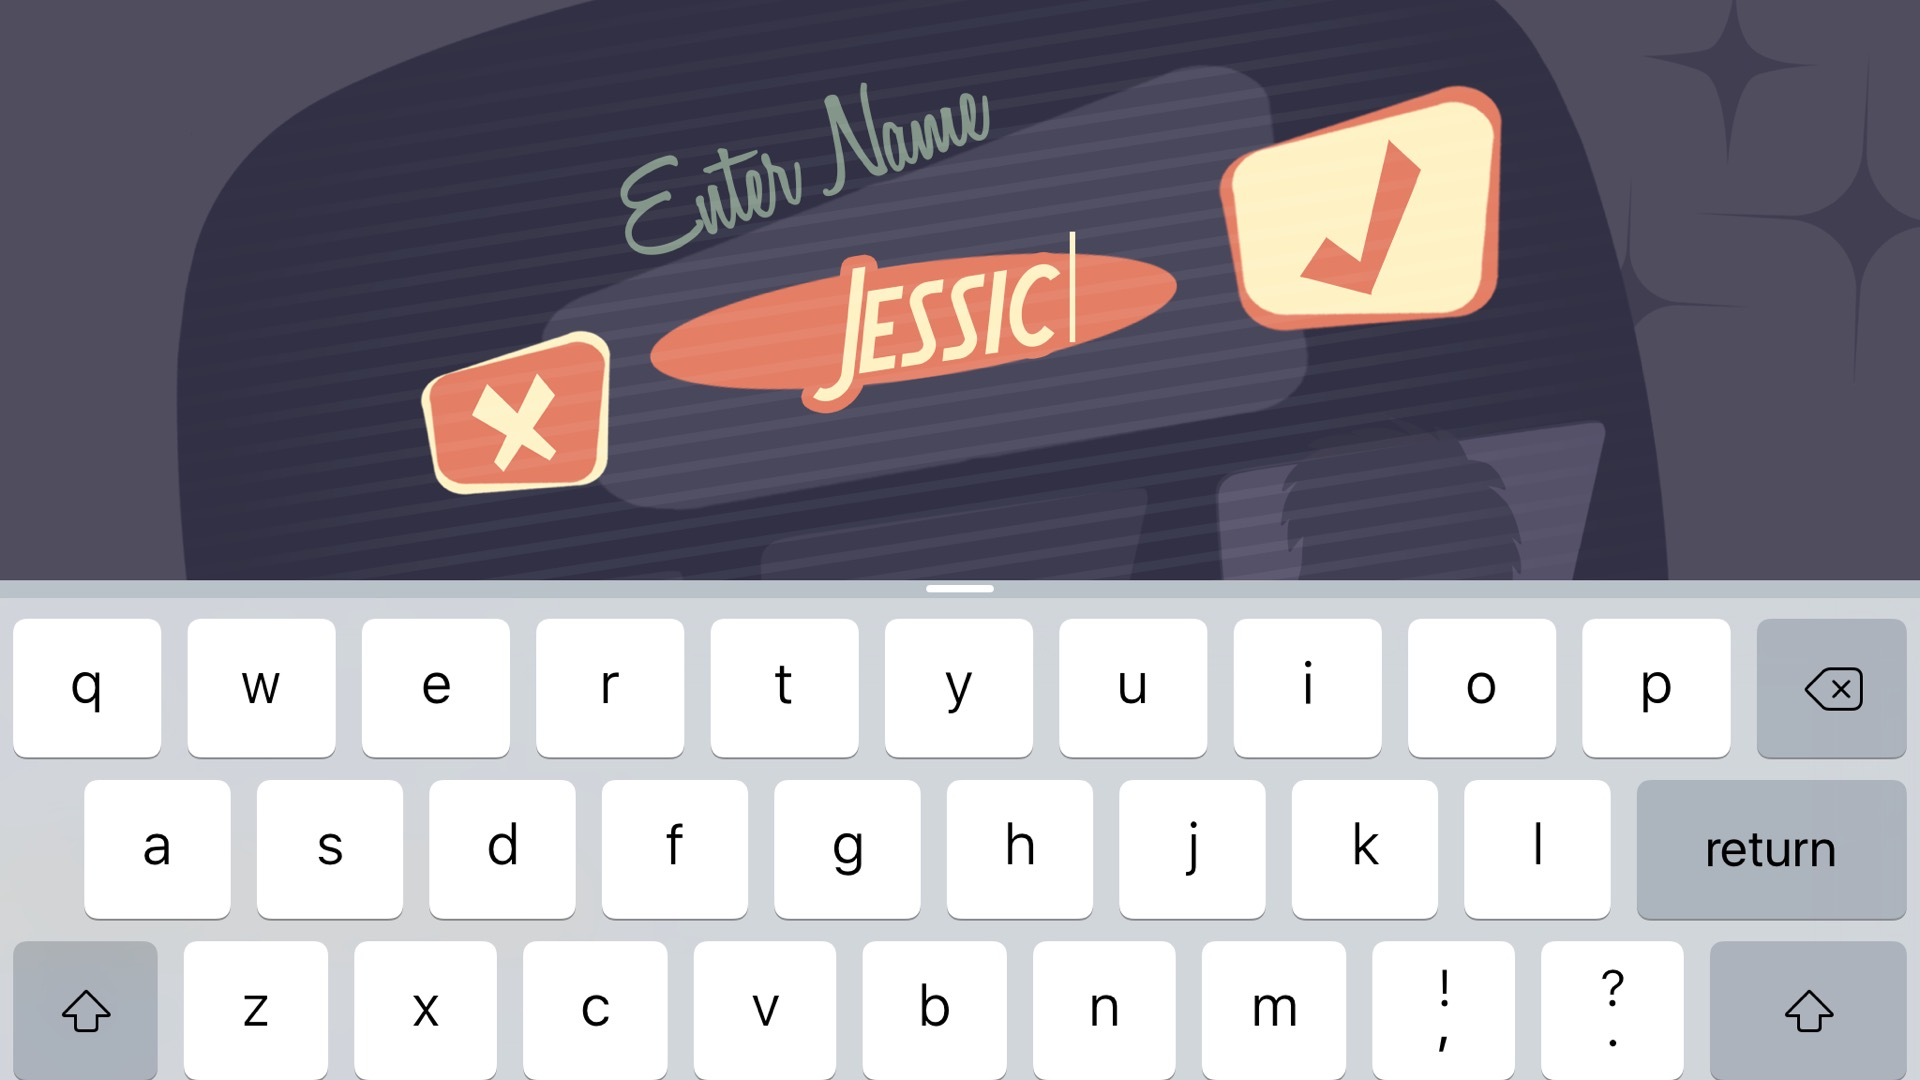 Enter Name
JESSIC
q w e r t y u i o p
a s d f g h j k l return
z x c v b n m ! ?
, .